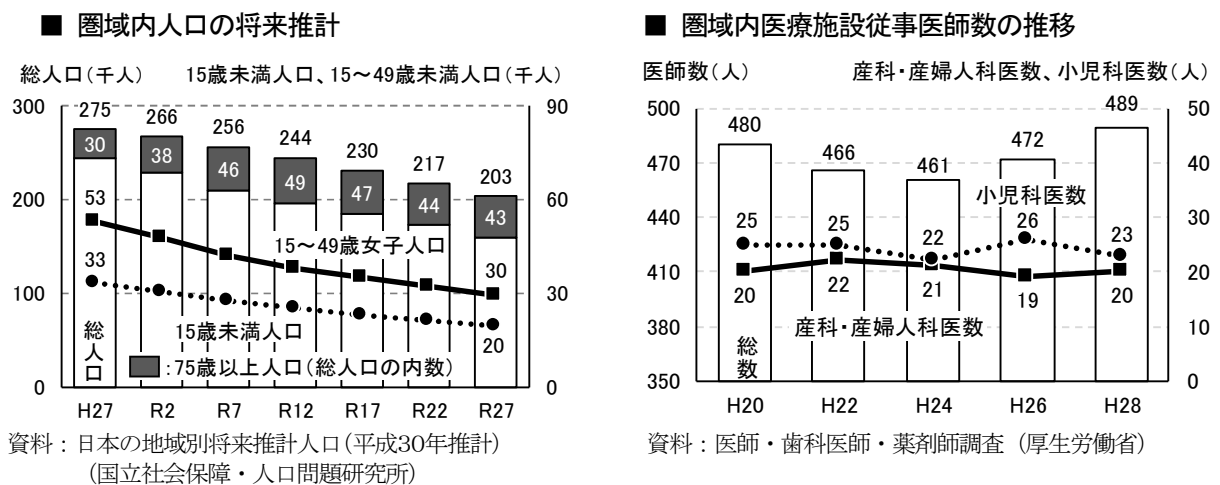 ■ 圏域内人口の将来推計
総人口（千人） 15歳未満人口、15～49歳未満人口（千人）
300 90
275 266 256 244 230 217 203
30 38 46 49 47 44 43
200 60
53
15～49歳女子人口
33 30
100 30
15歳未満人口
20
総人口
:75歳以上人口（総人口の内数）
0 0
H27 R2 R7 R12 R17 R22 R27
資料：日本の地域別将来推計人口（平成30年推計）
（国立社会保障・人口問題研究所）
■ 圏域内医療施設従事医師数の推移
医師数（人） 産科・産婦人科医数、小児科医数（人）
500 50
480 466 461 472 489
470 40
小児科医数
440 30
25 25 22 26 23
410 20
20 22 21 19 20
産科・産婦人科医数
380 10
総数
350 0
H20 H22 H24 H26 H28
資料：医師・歯科医師・薬剤師調査（厚生労働省）